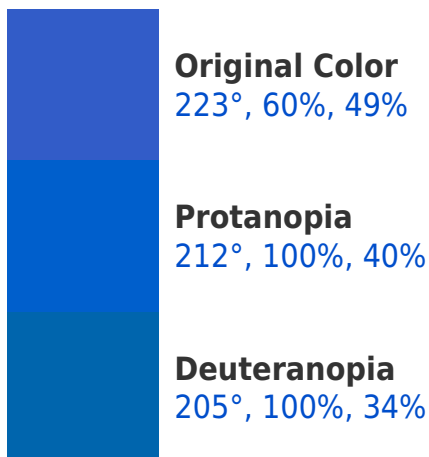 Original Color
223°, 60%, 49%
Protanopia
212°, 100%, 40%
Deuteranopia
205°, 100%, 34%